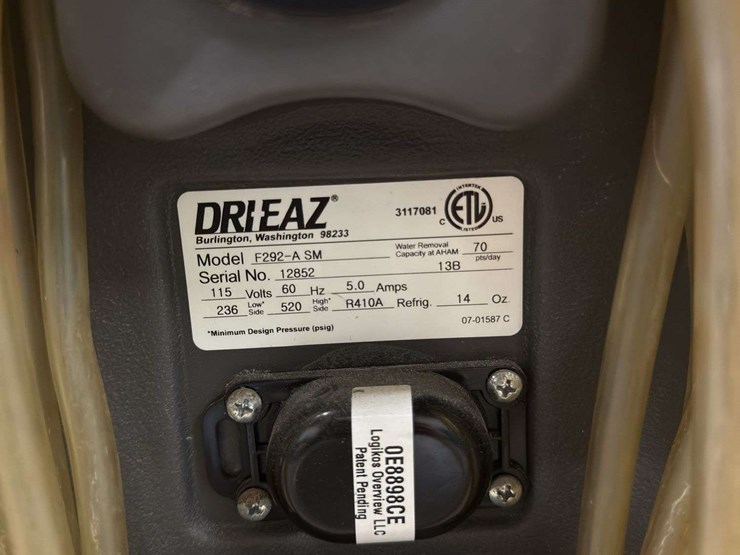 DRIEAZ®
Burlington, Washington 98233
3117081
INTERTEK
C ETL US
LISTED
Model F292-A SM
Water Removal Capacity at AHAM 70 pts/day
Serial No. 12852 13B
115 Volts 60 Hz 5.0 Amps
236 Low* Side 520 High* Side R410A Refrig. 14 Oz.
*Minimum Design Pressure (psig)
07-01587 C
0E8898CE
Logikos Overview LLC
Patent Pending